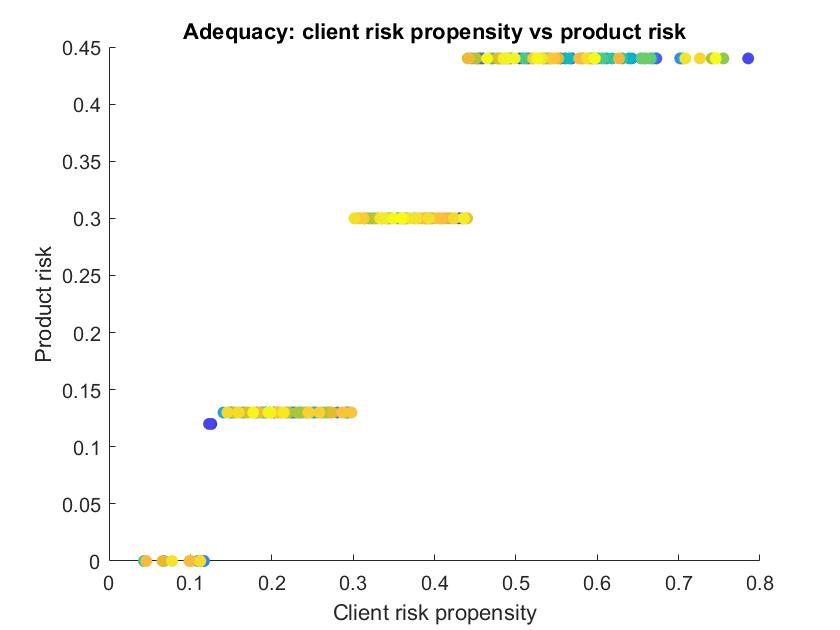 Adequacy: client risk propensity vs product risk
0.45
0.4
0.35
0.3
0.25
0.2
0.15
0.1
0.05
0
Product risk
0 0.1 0.2 0.3 0.4 0.5 0.6 0.7 0.8
Client risk propensity